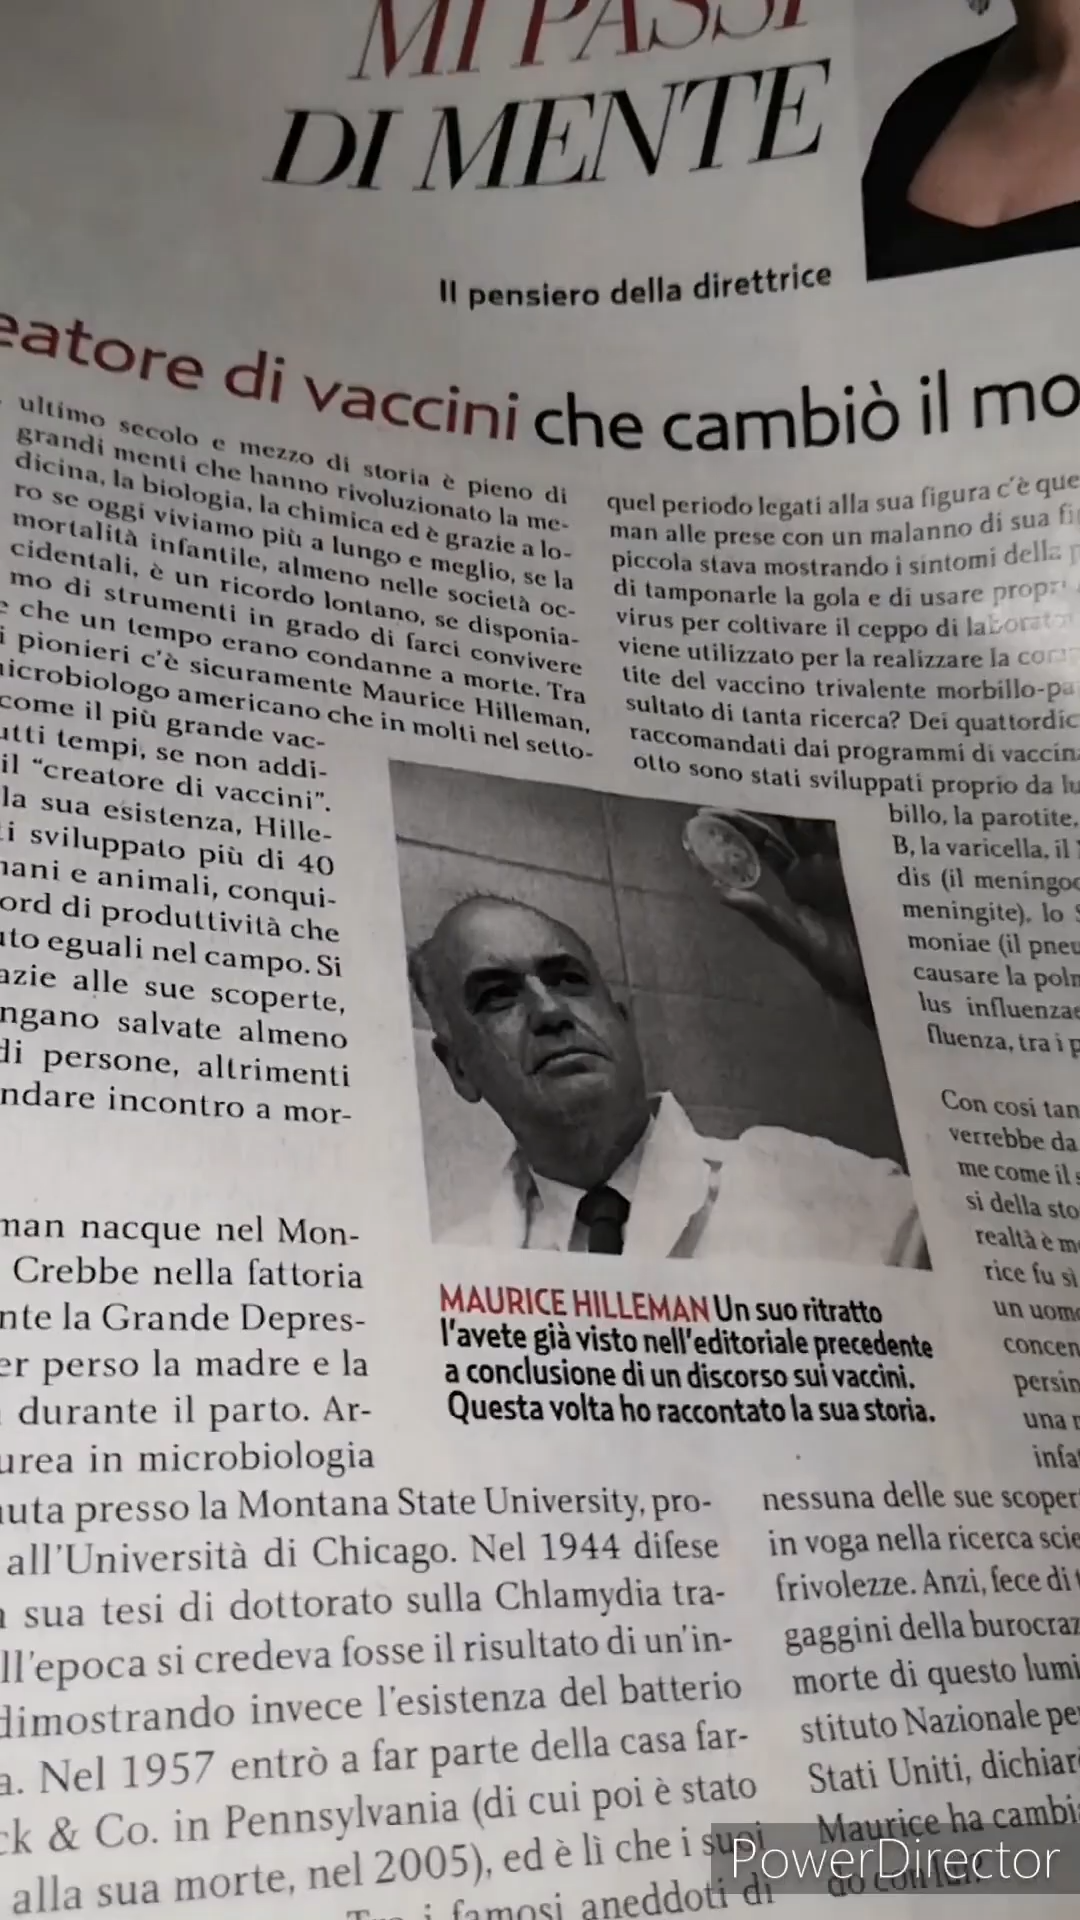 MI PASSI
DI MENTE
Il pensiero della direttrice
eatore di vaccini che cambiò il mo
ultimo secolo e mezzo di storia è pieno di
grandi menti che hanno rivoluzionato la me-
dicina, la biologia, la chimica ed è grazie a lo-
ro se oggi viviamo più a lungo e meglio, se la
mortalità infantile, almeno nelle società oc-
cidentali, è un ricordo lontano, se disponia-
mo di strumenti in grado di farci convivere
e che un tempo erano condanne a morte. Tra
i pionieri c'è sicuramente Maurice Hilleman,
microbiologo americano che in molti nel setto-
come il più grande vac-
utti tempi, se non addi-
il "creatore di vaccini".
la sua esistenza, Hille-
ti sviluppato più di 40
mani e animali, conqui-
ord di produttività che
uto eguali nel campo. Si
azie alle sue scoperte,
ngano salvate almeno
di persone, altrimenti
ndare incontro a mor-
man nacque nel Mon-
Crebbe nella fattoria
nte la Grande Depres-
er perso la madre e la
durante il parto. Ar-
urea in microbiologia
nuta presso la Montana State University, pro-
all'Università di Chicago. Nel 1944 difese
a sua tesi di dottorato sulla Chlamydia tra-
ll'epoca si credeva fosse il risultato di un'in-
dimostrando invece l'esistenza del batterio
a. Nel 1957 entrò a far parte della casa far-
ck & Co. in Pennsylvania (di cui poi è stato
alla sua morte, nel 2005), ed è lì che i suoi
Tra i famosi aneddoti di
quel periodo legati alla sua figura c'è que
man alle prese con un malanno di sua fig
piccola stava mostrando i sintomi della p
di tamponarle la gola e di usare propri
virus per coltivare il ceppo di laborator
viene utilizzato per la realizzare la com
tite del vaccino trivalente morbillo-pa
sultato di tanta ricerca? Dei quattordic
raccomandati dai programmi di vaccina
otto sono stati sviluppati proprio da lu
billo, la parotite,
B, la varicella, il
dis (il meningoc
meningite), lo S
moniae (il pneu
causare la polm
lus influenzae
fluenza, tra i p
Con così tan
verrebbe da
me come il s
si della sto
realtà è m
rice fu sì
un uomo
concen
persin
una r
infat
nessuna delle sue scoper
in voga nella ricerca scie
frivolezze. Anzi, fece di t
gaggini della burocraz
morte di questo lumi
stituto Nazionale pe
Stati Uniti, dichiar
Maurice ha cambi
do con lui?
MAURICE HILLEMAN Un suo ritratto
l'avete già visto nell'editoriale precedente
a conclusione di un discorso sui vaccini.
Questa volta ho raccontato la sua storia.
PowerDirector